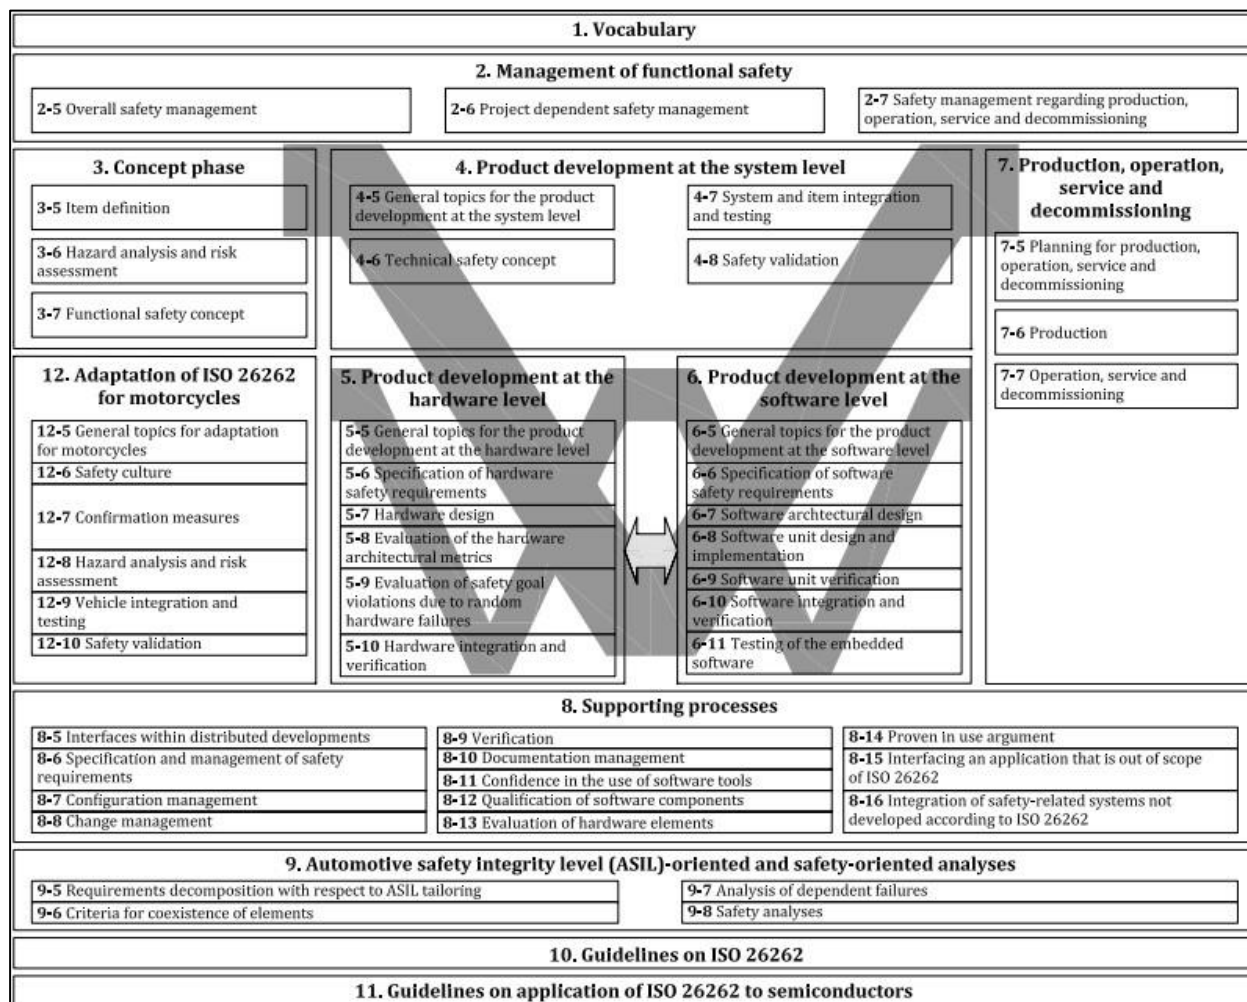 1. Vocabulary
2. Management of functional safety
2-5 Overall safety management
2-6 Project dependent safety management
2-7 Safety management regarding production,
operation, service and decommissioning
3. Concept phase
3-5 Item definition
3-6 Hazard analysis and risk
assessment
3-7 Functional safety concept
4. Product development at the system level
4-5 General topics for the product
development at the system level
4-6 Technical safety concept
4-7 System and item integration
and testing
4-8 Safety validation
7. Production, operation,
service and
decommissioning
7-5 Planning for production,
operation, service and
decommissioning
7-6 Production
7-7 Operation, service and
decommissioning
12. Adaptation of ISO 26262
for motorcycles
12-5 General topics for adaptation
for motorcycles
12-6 Safety culture
12-7 Confirmation measures
12-8 Hazard analysis and risk
assessment
12-9 Vehicle integration and
testing
12-10 Safety validation
5. Product development at the
hardware level
5-5 General topics for the product
development at the hardware level
5-6 Specification of hardware
safety requirements
5-7 Hardware design
5-8 Evaluation of the hardware
architectural metrics
5-9 Evaluation of safety goal
violations due to random
hardware failures
5-10 Hardware integration and
verification
6. Product development at the
software level
6-5 General topics for the product
development at the software level
6-6 Specification of software
safety requirements
6-7 Software archtectural design
6-8 Software unit design and
implementation
6-9 Software unit verification
6-10 Software integration and
verification
6-11 Testing of the embedded
software
8. Supporting processes
8-5 Interfaces within distributed developments
8-6 Specification and management of safety
requirements
8-7 Configuration management
8-8 Change management
8-9 Verification
8-10 Documentation management
8-11 Confidence in the use of software tools
8-12 Qualification of software components
8-13 Evaluation of hardware elements
8-14 Proven in use argument
8-15 Interfacing an application that is out of scope
of ISO 26262
8-16 Integration of safety-related systems not
developed according to ISO 26262
9. Automotive safety integrity level (ASIL)-oriented and safety-oriented analyses
9-5 Requirements decomposition with respect to ASIL tailoring
9-6 Criteria for coexistence of elements
9-7 Analysis of dependent failures
9-8 Safety analyses
10. Guidelines on ISO 26262
11. Guidelines on application of ISO 26262 to semiconductors